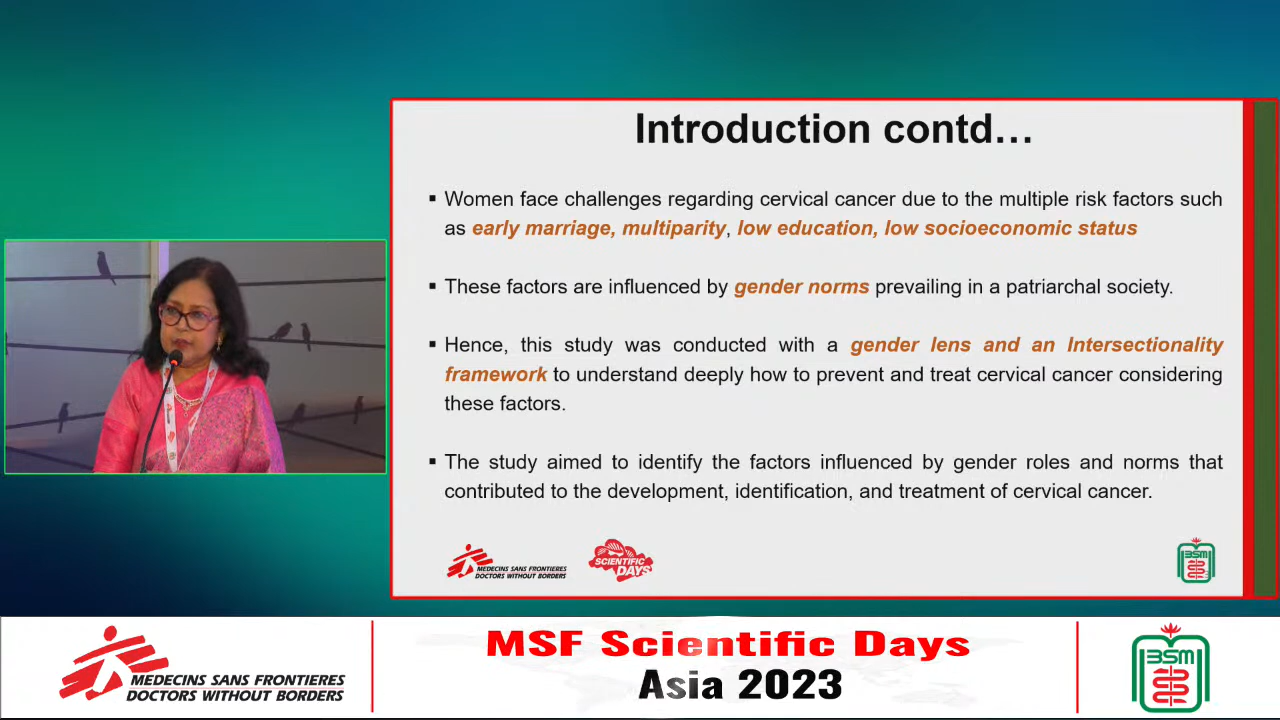 Introduction contd…
▪ Women face challenges regarding cervical cancer due to the multiple risk factors such
as early marriage, multiparity, low education, low socioeconomic status
▪ These factors are influenced by gender norms prevailing in a patriarchal society.
▪ Hence, this study was conducted with a gender lens and an Intersectionality
framework to understand deeply how to prevent and treat cervical cancer considering
these factors.
▪ The study aimed to identify the factors influenced by gender roles and norms that
contributed to the development, identification, and treatment of cervical cancer.
MEDECINS SANS FRONTIERES
DOCTORS WITHOUT BORDERS
SCIENTIFIC
DAYS
BSM
MEDECINS SANS FRONTIERES
DOCTORS WITHOUT BORDERS
MSF Scientific Days
Asia 2023
BSM